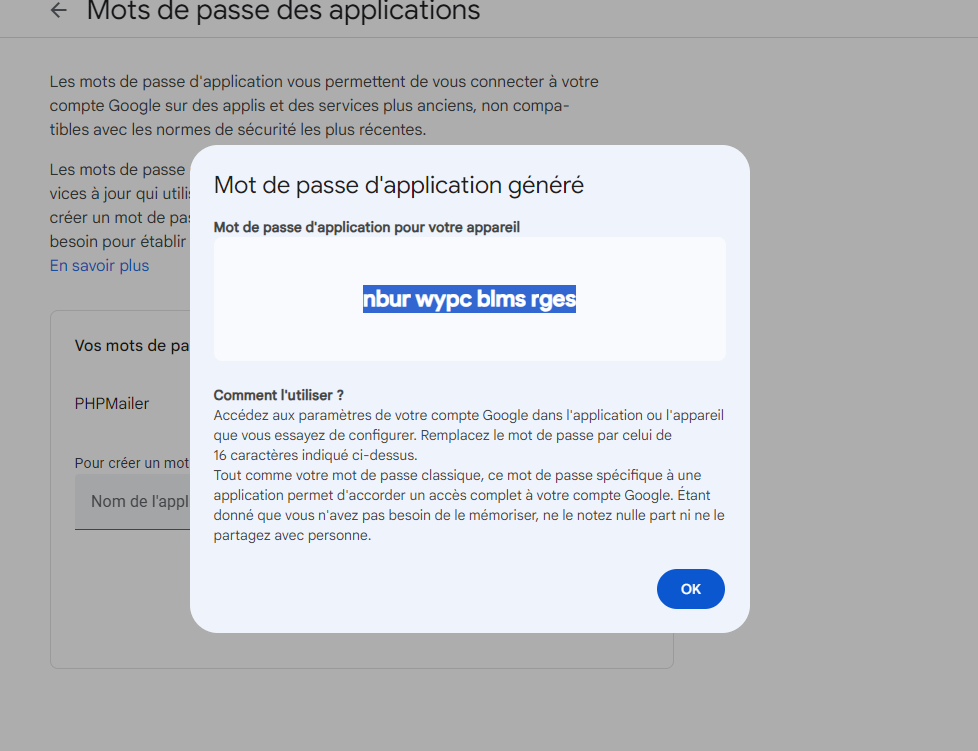 Mots de passe des applications
Les mots de passe d'application vous permettent de vous connecter à votre
compte Google sur des applis et des services plus anciens, non compa-
tibles avec les normes de sécurité les plus récentes.
Les mots de passe
vices à jour qui utilis
créer un mot de pas
besoin pour établir
En savoir plus
Vos mots de pa
PHPMailer
Pour créer un mot
Nom de l'appl
Mot de passe d'application généré
Mot de passe d'application pour votre appareil
nbur wypc blms rges
Comment l'utiliser ?
Accédez aux paramètres de votre compte Google dans l'application ou l'appareil
que vous essayez de configurer. Remplacez le mot de passe par celui de
16 caractères indiqué ci-dessus.
Tout comme votre mot de passe classique, ce mot de passe spécifique à une
application permet d'accorder un accès complet à votre compte Google. Étant
donné que vous n'avez pas besoin de le mémoriser, ne le notez nulle part ni ne le
partagez avec personne.
OK